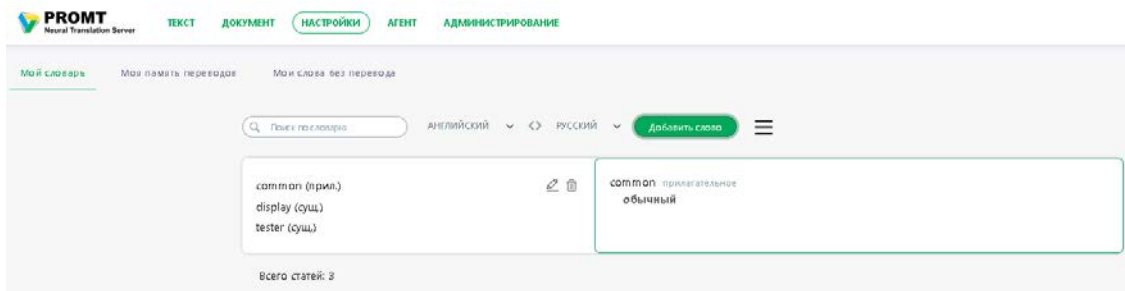 PROMT
Neural Translation Server
ТЕКСТ ДОКУМЕНТ НАСТРОЙКИ АГЕНТ АДМИНИСТРИРОВАНИЕ
Мой словарь Моя память переводов Мои слова без перевода
Поиск по словарю АНГЛИЙСКИЙ <> РУССКИЙ Добавить слово
common (прил.) common прилагательное
обычный
display (сущ.)
tester (сущ.)
Всего статей: 3